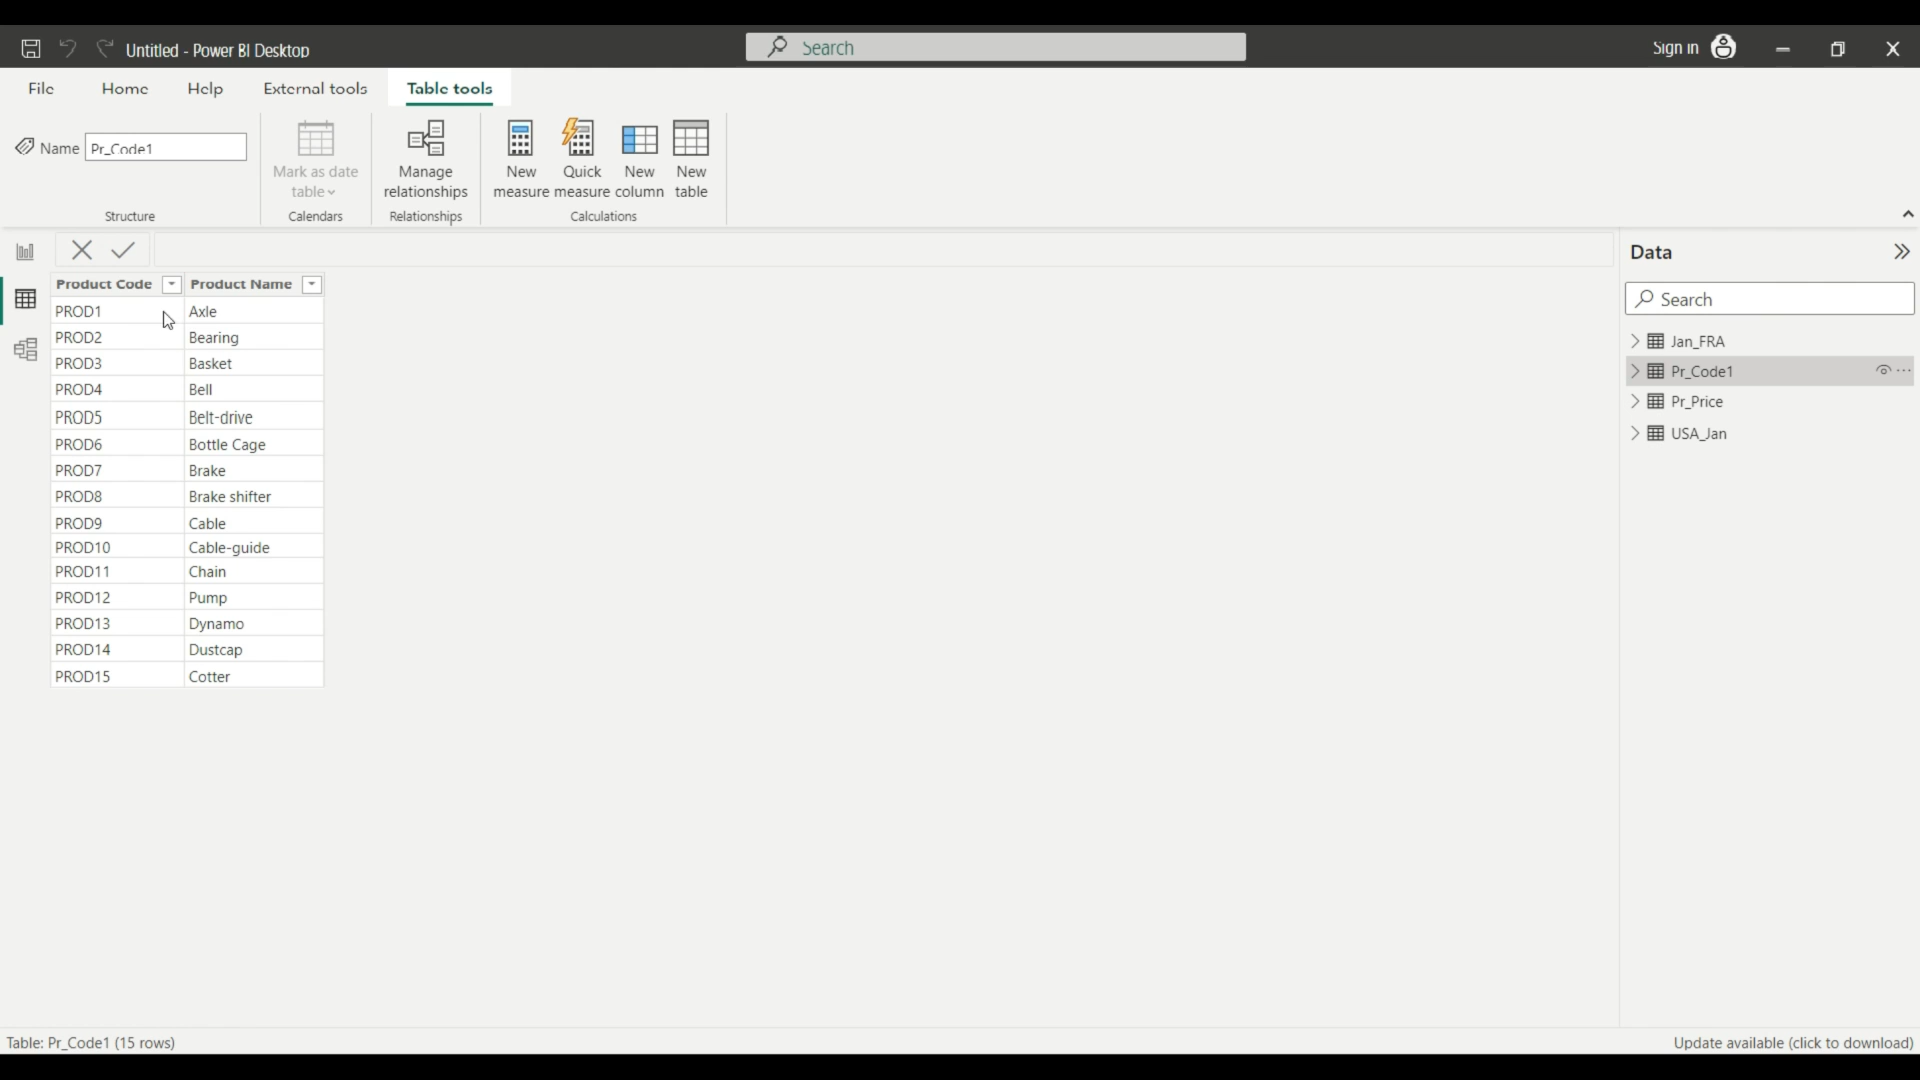 Untitled - Power BI Desktop
Search
Sign in
File Home Help External tools Table tools
Name Pr_Code1
Mark as date table
Manage relationships
New measure
Quick measure
New column
New table
Structure Calendars Relationships Calculations
Data
Search
Jan_FRA
Pr_Code1
Pr_Price
USA_Jan
Product Code Product Name
PROD1 Axle
PROD2 Bearing
PROD3 Basket
PROD4 Bell
PROD5 Belt-drive
PROD6 Bottle Cage
PROD7 Brake
PROD8 Brake shifter
PROD9 Cable
PROD10 Cable-guide
PROD11 Chain
PROD12 Pump
PROD13 Dynamo
PROD14 Dustcap
PROD15 Cotter
Table: Pr_Code1 (15 rows)
Update available (click to download)